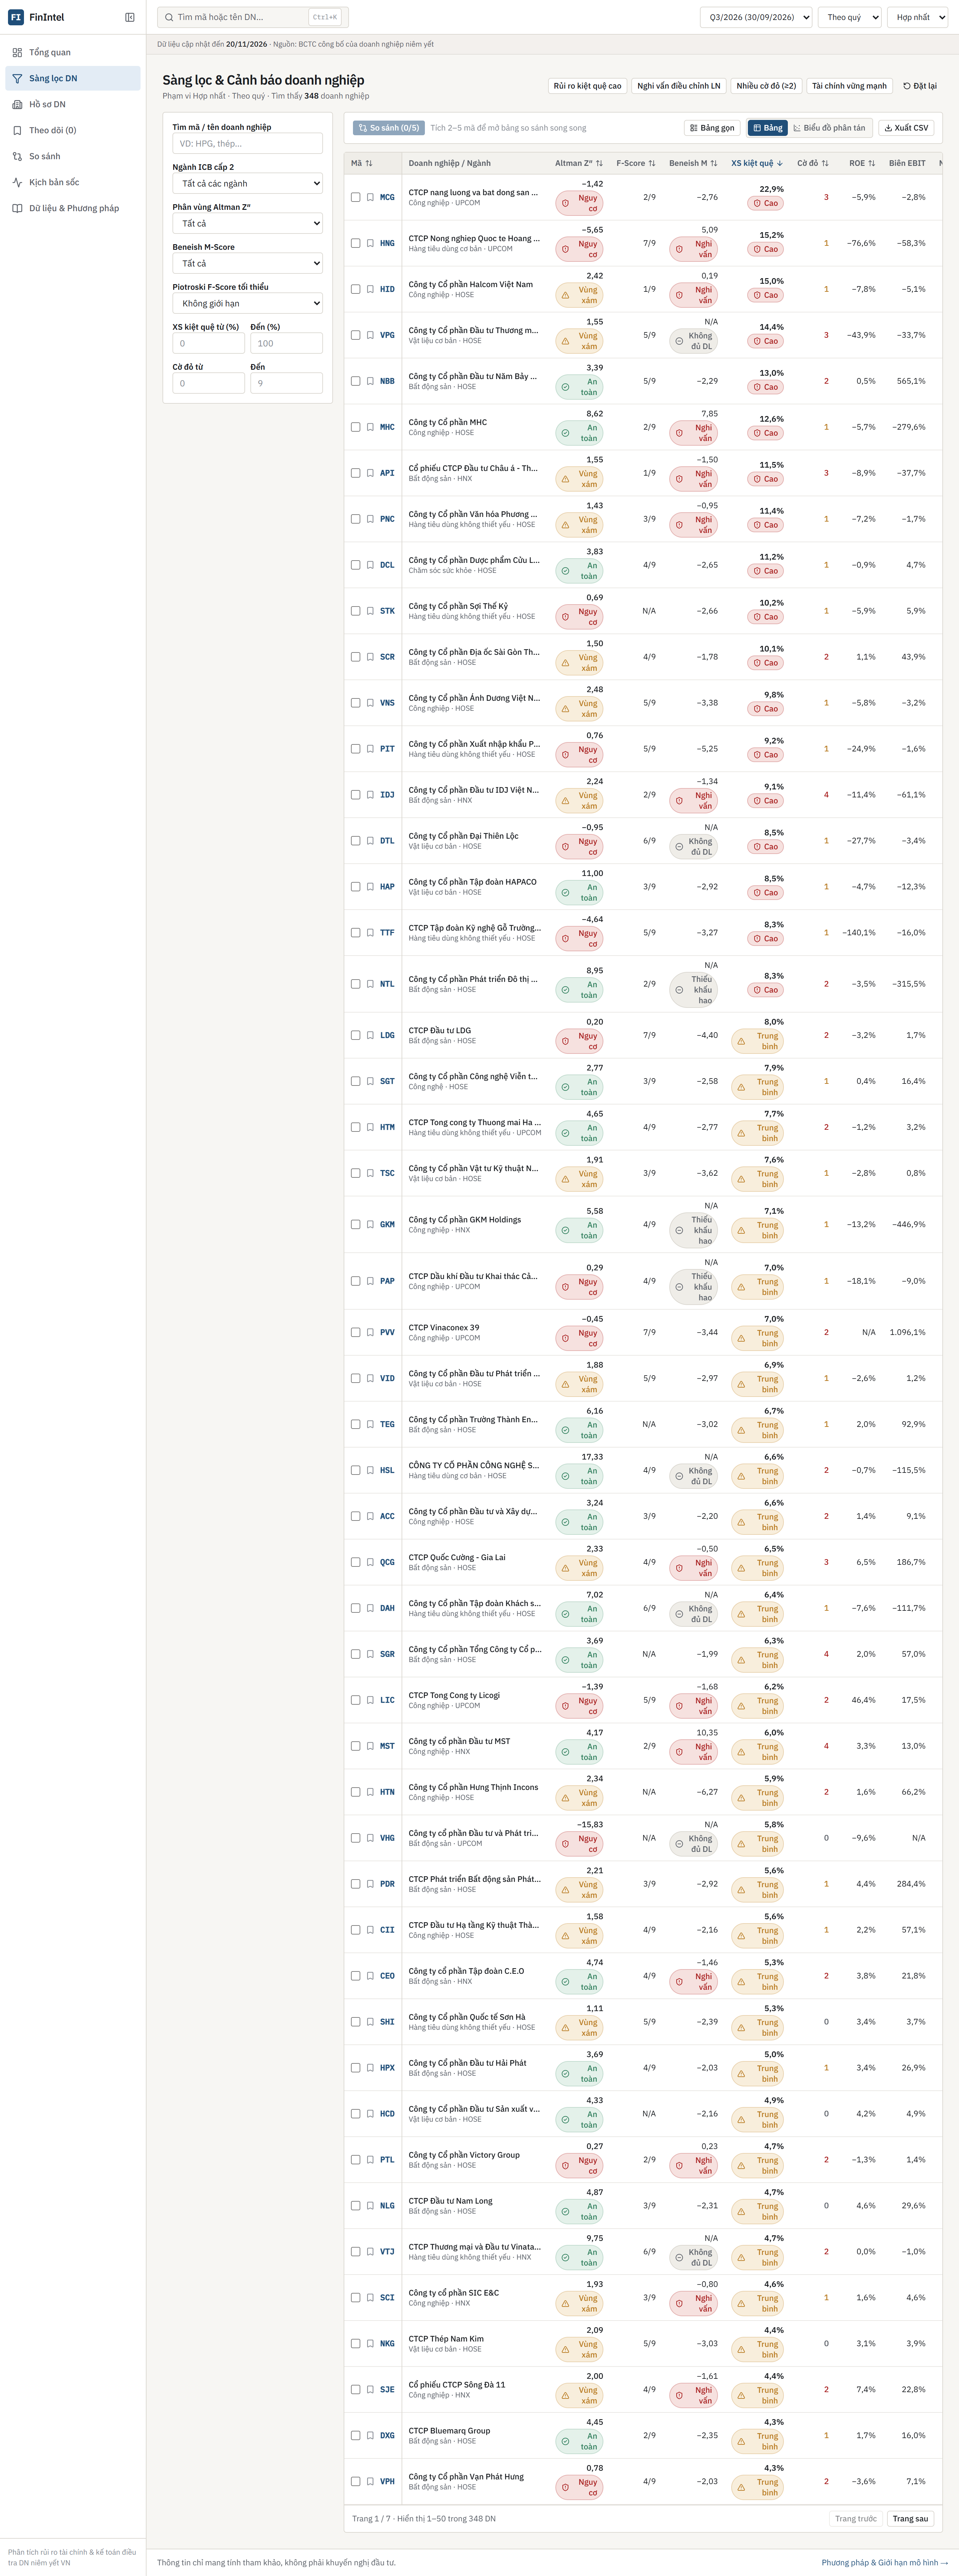 FI FinIntel
Tìm mã hoặc tên DN... Ctrl+K
Q3/2026 (30/09/2026) Theo quý Hợp nhất
Dữ liệu cập nhật đến 20/11/2026 · Nguồn: BCTC công bố của doanh nghiệp niêm yết
Tổng quan
Sàng lọc DN
Hồ sơ DN
Theo dõi (0)
So sánh
Kịch bản sốc
Dữ liệu & Phương pháp
Sàng lọc & Cảnh báo doanh nghiệp
Phạm vi Hợp nhất · Theo quý · Tìm thấy 348 doanh nghiệp
Rủi ro kiệt quệ cao Nghi vấn điều chỉnh LN Nhiều cờ đỏ (≥2) Tài chính vững mạnh Đặt lại
Tìm mã / tên doanh nghiệp
VD: HPG, thép...
Ngành ICB cấp 2
Tất cả các ngành
Phân vùng Altman Z″
Tất cả
Beneish M-Score
Tất cả
Piotroski F-Score tối thiểu
Không giới hạn
XS kiệt quệ từ (%) Đến (%)
0 100
Cờ đỏ từ Đến
0 9
So sánh (0/5) Tích 2–5 mã để mở bảng so sánh song song Bảng gọn Bảng Biểu đồ phân tán Xuất CSV
Mã Doanh nghiệp / Ngành Altman Z″ F-Score Beneish M XS kiệt quệ ↓ Cờ đỏ ROE Biên EBIT
MCG CTCP nang luong va bat dong san ... Công nghiệp · UPCOM −1,42 Nguy cơ 2/9 −2,76 22,9% Cao 3 −5,9% −2,8%
HNG CTCP Nong nghiep Quoc te Hoang ... Hàng tiêu dùng cơ bản · UPCOM −5,65 Nguy cơ 7/9 5,09 Nghi vấn 15,2% Cao 1 −76,6% −58,3%
HID Công ty Cổ phần Halcom Việt Nam Công nghiệp · HOSE 2,42 Vùng xám 1/9 0,19 Nghi vấn 15,0% Cao 1 −7,8% −5,1%
VPG Công ty Cổ phần Đầu tư Thương m... Vật liệu cơ bản · HOSE 1,55 Vùng xám 5/9 N/A Không đủ DL 14,4% Cao 3 −43,9% −33,7%
NBB Công ty Cổ phần Đầu tư Năm Bảy ... Bất động sản · HOSE 3,39 An toàn 5/9 −2,29 13,0% Cao 2 0,5% 565,1%
MHC Công ty Cổ phần MHC Công nghiệp · HOSE 8,62 An toàn 2/9 7,85 Nghi vấn 12,6% Cao 1 −5,7% −279,6%
API Cổ phiếu CTCP Đầu tư Châu á - Th... Bất động sản · HNX 1,55 Vùng xám 1/9 −1,50 Nghi vấn 11,5% Cao 3 −8,9% −37,7%
PNC Công ty Cổ phần Văn hóa Phương ... Hàng tiêu dùng không thiết yếu · HOSE 1,43 Vùng xám 3/9 −0,95 Nghi vấn 11,4% Cao 1 −7,2% −1,7%
DCL Công ty Cổ phần Dược phẩm Cửu L... Chăm sóc sức khỏe · HOSE 3,83 An toàn 4/9 −2,65 11,2% Cao 1 −0,9% 4,7%
STK Công ty Cổ phần Sợi Thế Kỷ Hàng tiêu dùng không thiết yếu · HOSE 0,69 Nguy cơ N/A −2,66 10,2% Cao 1 −5,9% 5,9%
SCR Công ty Cổ phần Địa ốc Sài Gòn Th... Bất động sản · HOSE 1,50 Vùng xám 4/9 −1,78 10,1% Cao 2 1,1% 43,9%
VNS Công ty Cổ phần Ánh Dương Việt N... Công nghiệp · HOSE 2,48 Vùng xám 5/9 −3,38 9,8% Cao 1 −5,8% −3,2%
PIT Công ty Cổ phần Xuất nhập khẩu P... Hàng tiêu dùng không thiết yếu · HOSE 0,76 Nguy cơ 5/9 −5,25 9,2% Cao 1 −24,9% −1,6%
IDJ Công ty Cổ phần Đầu tư IDJ Việt N... Bất động sản · HNX 2,24 Vùng xám 2/9 −1,34 Nghi vấn 9,1% Cao 4 −11,4% −61,1%
DTL Công ty Cổ phần Đại Thiên Lộc Vật liệu cơ bản · HOSE −0,95 Nguy cơ 6/9 N/A Không đủ DL 8,5% Cao 1 −27,7% −3,4%
HAP Công ty Cổ phần Tập đoàn HAPACO Vật liệu cơ bản · HOSE 11,00 An toàn 3/9 −2,92 8,5% Cao 1 −4,7% −12,3%
TTF CTCP Tập đoàn Kỹ nghệ Gỗ Trường... Hàng tiêu dùng không thiết yếu · HOSE −4,64 Nguy cơ 5/9 −3,27 8,3% Cao 1 −140,1% −16,0%
NTL Công ty Cổ phần Phát triển Đô thị ... Bất động sản · HOSE 8,95 An toàn 2/9 N/A Thiếu khấu hao 8,3% Cao 2 −3,5% −315,5%
LDG CTCP Đầu tư LDG Bất động sản · HOSE 0,20 Nguy cơ 7/9 −4,40 8,0% Trung bình 2 −3,2% 1,7%
SGT Công ty Cổ phần Công nghệ Viễn t... Công nghệ · HOSE 2,77 An toàn 3/9 −2,58 7,9% Trung bình 1 0,4% 16,4%
HTM CTCP Tong cong ty Thuong mai Ha ... Hàng tiêu dùng không thiết yếu · UPCOM 4,65 An toàn 4/9 −2,77 7,7% Trung bình 2 −1,2% 3,2%
TSC Công ty Cổ phần Vật tư Kỹ thuật N... Vật liệu cơ bản · HOSE 1,91 Vùng xám 3/9 −3,62 7,6% Trung bình 1 −2,8% 0,8%
GKM Công ty Cổ phần GKM Holdings Công nghiệp · HNX 5,58 An toàn 4/9 N/A Thiếu khấu hao 7,1% Trung bình 1 −13,2% −446,9%
PAP CTCP Dầu khí Đầu tư Khai thác Cả... Công nghiệp · UPCOM 0,29 Nguy cơ 4/9 N/A Thiếu khấu hao 7,0% Trung bình 1 −18,1% −9,0%
PVV CTCP Vinaconex 39 Công nghiệp · UPCOM −0,45 Nguy cơ 7/9 −3,44 7,0% Trung bình 2 N/A 1.096,1%
VID Công ty Cổ phần Đầu tư Phát triển ... Vật liệu cơ bản · HOSE 1,88 Vùng xám 5/9 −2,97 6,9% Trung bình 1 −2,6% 1,2%
TEG Công ty Cổ phần Trường Thành En... Bất động sản · HOSE 6,16 An toàn N/A −3,02 6,7% Trung bình 1 2,0% 92,9%
HSL CÔNG TY CỔ PHẦN CÔNG NGHỆ S... Hàng tiêu dùng cơ bản · HOSE 17,33 An toàn 4/9 N/A Không đủ DL 6,6% Trung bình 2 −0,7% −115,5%
ACC Công ty Cổ phần Đầu tư và Xây dự... Công nghiệp · HOSE 3,24 An toàn 3/9 −2,20 6,6% Trung bình 2 1,4% 9,1%
QCG CTCP Quốc Cường - Gia Lai Bất động sản · HOSE 2,33 Vùng xám 4/9 −0,50 Nghi vấn 6,5% Trung bình 3 6,5% 186,7%
DAH Công ty Cổ phần Tập đoàn Khách s... Hàng tiêu dùng không thiết yếu · HOSE 7,02 An toàn 6/9 N/A Không đủ DL 6,4% Trung bình 1 −7,6% −111,7%
SGR Công ty Cổ phần Tổng Công ty Cổ p... Bất động sản · HOSE 3,69 An toàn N/A −1,99 6,3% Trung bình 4 2,0% 57,0%
LIC CTCP Tong Cong ty Licogi Công nghiệp · UPCOM −1,39 Nguy cơ 5/9 −1,68 Nghi vấn 6,2% Trung bình 2 46,4% 17,5%
MST Công ty cổ phần Đầu tư MST Công nghiệp · HNX 4,17 An toàn 2/9 10,35 Nghi vấn 6,0% Trung bình 4 3,3% 13,0%
HTN Công ty Cổ phần Hưng Thịnh Incons Công nghiệp · HOSE 2,34 Vùng xám N/A −6,27 5,9% Trung bình 2 1,6% 66,2%
VHG Công ty cổ phần Đầu tư và Phát tri... Bất động sản · UPCOM −15,83 Nguy cơ N/A N/A Không đủ DL 5,8% Trung bình 0 −9,6% N/A
PDR CTCP Phát triển Bất động sản Phát... Bất động sản · HOSE 2,21 Vùng xám 3/9 −2,92 5,6% Trung bình 1 4,4% 284,4%
CII CTCP Đầu tư Hạ tầng Kỹ thuật Thà... Công nghiệp · HOSE 1,58 Vùng xám 4/9 −2,16 5,6% Trung bình 1 2,2% 57,1%
CEO Công ty cổ phần Tập đoàn C.E.O Bất động sản · HNX 4,74 An toàn 4/9 −1,46 Nghi vấn 5,3% Trung bình 2 3,8% 21,8%
SHI Công ty Cổ phần Quốc tế Sơn Hà Hàng tiêu dùng không thiết yếu · HOSE 1,11 Vùng xám 5/9 −2,39 5,3% Trung bình 0 3,4% 3,7%
HPX Công ty Cổ phần Đầu tư Hải Phát Bất động sản · HOSE 3,69 An toàn 4/9 −2,03 5,0% Trung bình 1 3,4% 26,9%
HCD Công ty Cổ phần Đầu tư Sản xuất v... Vật liệu cơ bản · HOSE 4,33 An toàn N/A −2,16 4,9% Trung bình 0 4,2% 4,9%
PTL Công ty Cổ phần Victory Group Bất động sản · HOSE 0,27 Nguy cơ 2/9 0,23 Nghi vấn 4,7% Trung bình 2 −1,3% 1,4%
NLG CTCP Đầu tư Nam Long Bất động sản · HOSE 4,87 An toàn 3/9 −2,31 4,7% Trung bình 0 4,6% 29,6%
VTJ CTCP Thương mại và Đầu tư Vinata... Hàng tiêu dùng không thiết yếu · HNX 9,75 An toàn 6/9 N/A Không đủ DL 4,7% Trung bình 2 0,0% −1,0%
SCI Công ty cổ phần SIC E&C Công nghiệp · HNX 1,93 Vùng xám 3/9 −0,80 Nghi vấn 4,6% Trung bình 1 1,6% 4,6%
NKG CTCP Thép Nam Kim Vật liệu cơ bản · HOSE 2,09 Vùng xám 5/9 −3,03 4,4% Trung bình 0 3,1% 3,9%
SJE Cổ phiếu CTCP Sông Đà 11 Công nghiệp · HNX 2,00 Vùng xám 4/9 −1,61 Nghi vấn 4,4% Trung bình 2 7,4% 22,8%
DXG CTCP Bluemarq Group Bất động sản · HOSE 4,45 An toàn 2/9 −2,35 4,3% Trung bình 1 1,7% 16,0%
VPH Công ty Cổ phần Vạn Phát Hưng Bất động sản · HOSE 0,78 Nguy cơ 4/9 −2,03 4,3% Trung bình 2 −3,6% 7,1%
Trang 1 / 7 · Hiển thị 1–50 trong 348 DN Trang trước Trang sau
Phân tích rủi ro tài chính & kế toán điều
tra DN niêm yết VN
Thông tin chỉ mang tính tham khảo, không phải khuyến nghị đầu tư. Phương pháp & Giới hạn mô hình →